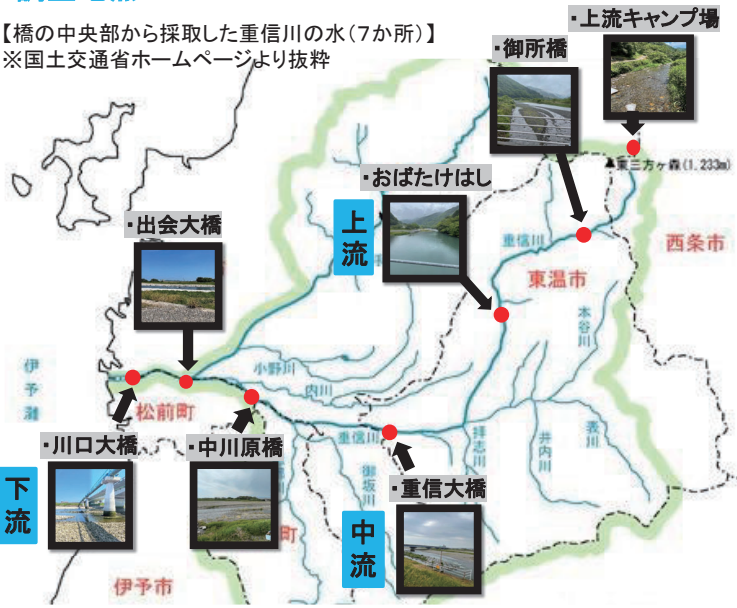 【橋の中央部から採取した重信川の水(7か所)】
※国土交通省ホームページより抜粋
・上流キャンプ場
・御所橋
▲東三方ヶ森(1,233m)
・おばたけはし
上流
・出会大橋
重信川
西条市
東温市
本谷川
伊予灘
小野川
内川
松前町
・川口大橋
・中川原橋
重信川
拝志川
井内川
表川
御坂川
・重信大橋
下流
中流
町
伊予市